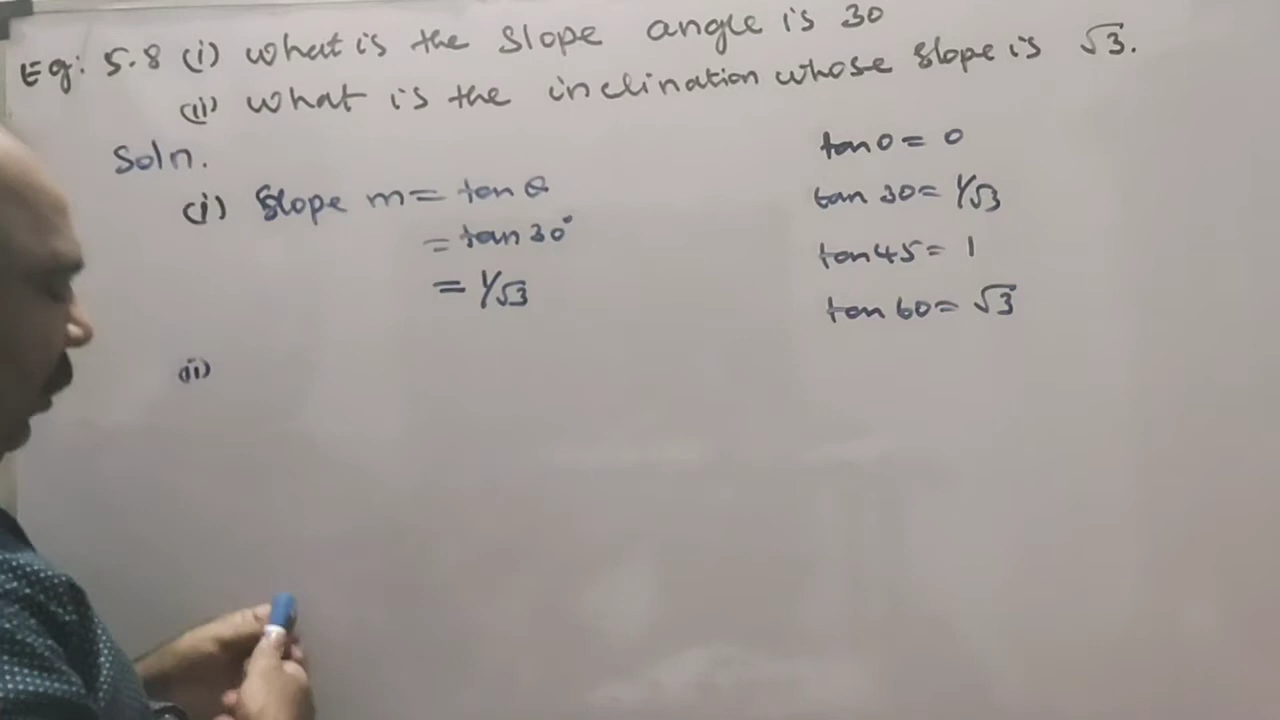 Eg: 5.8 (i) What is the slope angle is 30
(ii) What is the inclination whose slope is √3.
Soln.
(i) Slope m = tan θ
= tan 30°
= 1/√3
(ii)
tan 0 = 0
tan 30 = 1/√3
tan 45 = 1
tan 60 = √3